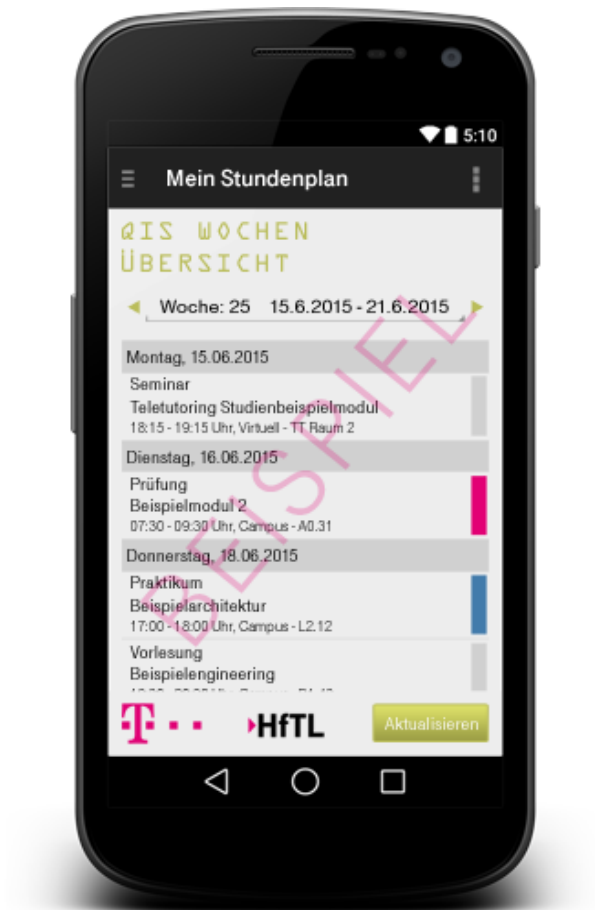 5:10
Mein Stundenplan
QIS WOCHEN
ÜBERSICHT
Woche: 25 15.6.2015 - 21.6.2015
Montag, 15.06.2015
Seminar
Teletutoring Studienbeispielmodul
18:15 - 19:15 Uhr, Virtuell - TT Raum 2
Dienstag, 16.06.2015
Prüfung
Beispielmodul 2
07:30 - 09:30 Uhr, Campus - A0.31
Donnerstag, 18.06.2015
Praktikum
Beispielarchitektur
17:00 - 18:00 Uhr, Campus - L2.12
Vorlesung
Beispielengineering
BEISPIEL
T
HfTL
Aktualisieren